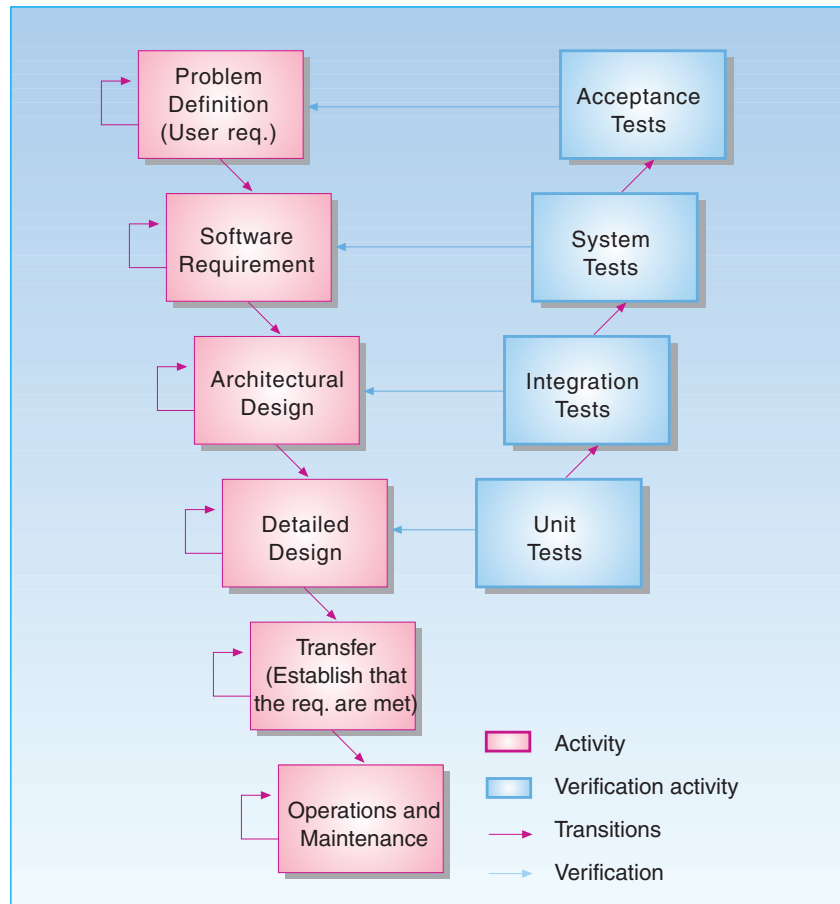 Problem
Definition
(User req.)
Acceptance
Tests
Software
Requirement
System
Tests
Architectural
Design
Integration
Tests
Detailed
Design
Unit
Tests
Transfer
(Establish that
the req. are met)
Operations and
Maintenance
Activity
Verification activity
Transitions
Verification